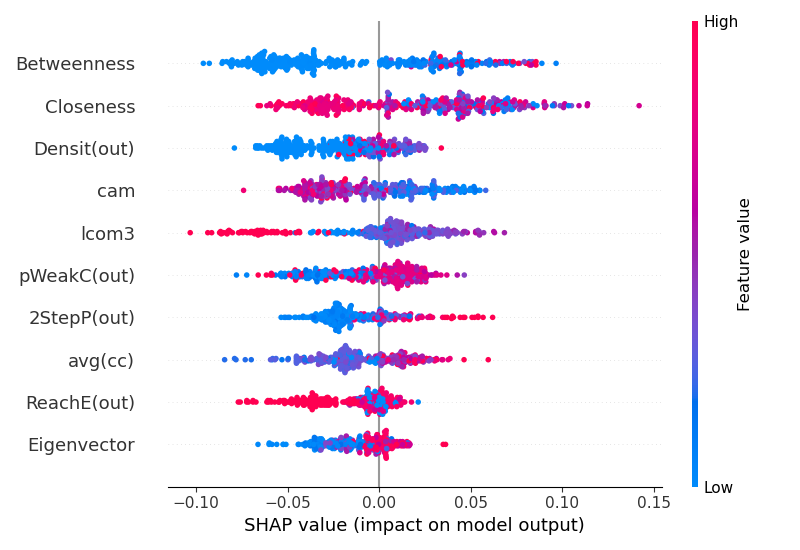 High
Betweenness
Closeness
Densit(out)
cam
lcom3
pWeakC(out)
2StepP(out)
avg(cc)
ReachE(out)
Eigenvector
Feature value
Low
−0.10 −0.05 0.00 0.05 0.10 0.15
SHAP value (impact on model output)